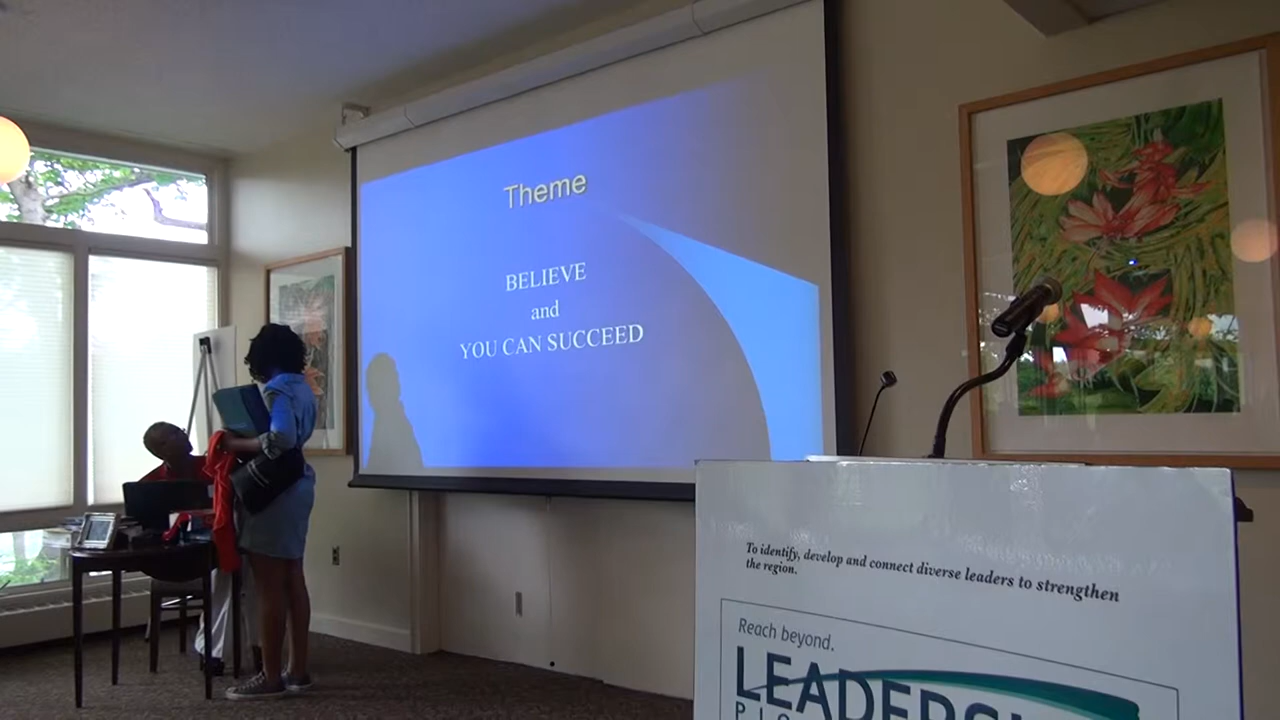 Theme
BELIEVE
and
YOU CAN SUCCEED
To identify, develop and connect diverse leaders to strengthen
the region.
Reach beyond.